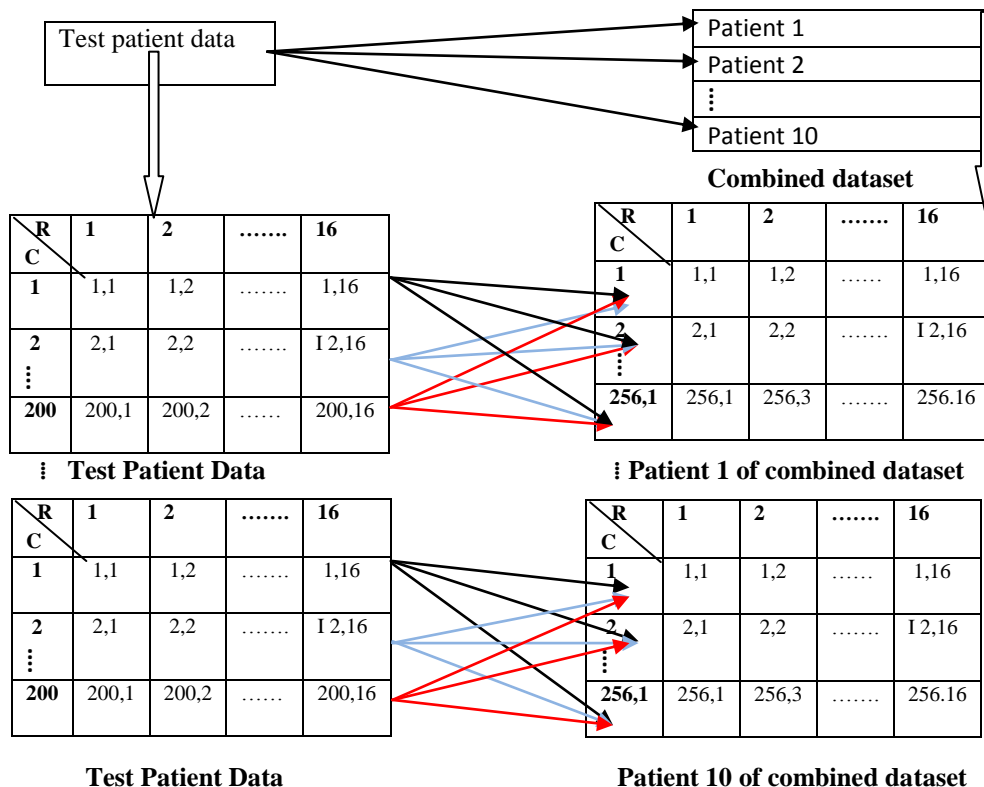 Test patient data
Patient 1
Patient 2
⁞
Patient 10
Combined dataset
R C 1 2 ……. 16
1 1,1 1,2 ……. 1,16
2 2,1 2,2 ……. I 2,16
⁞
200 200,1 200,2 …… 200,16
⁞ Test Patient Data
R C 1 2 ……. 16
1 1,1 1,2 …… 1,16
2 2,1 2,2 ……. I 2,16
⁞
256,1 256,1 256,3 ……. 256.16
⁞ Patient 1 of combined dataset
R C 1 2 ……. 16
1 1,1 1,2 ……. 1,16
2 2,1 2,2 ……. I 2,16
⁞
200 200,1 200,2 …… 200,16
Test Patient Data
R C 1 2 ……. 16
1 1,1 1,2 ……. 1,16
2 2,1 2,2 ……. I 2,16
⁞
256,1 256,1 256,3 ……. 256.16
Patient 10 of combined dataset